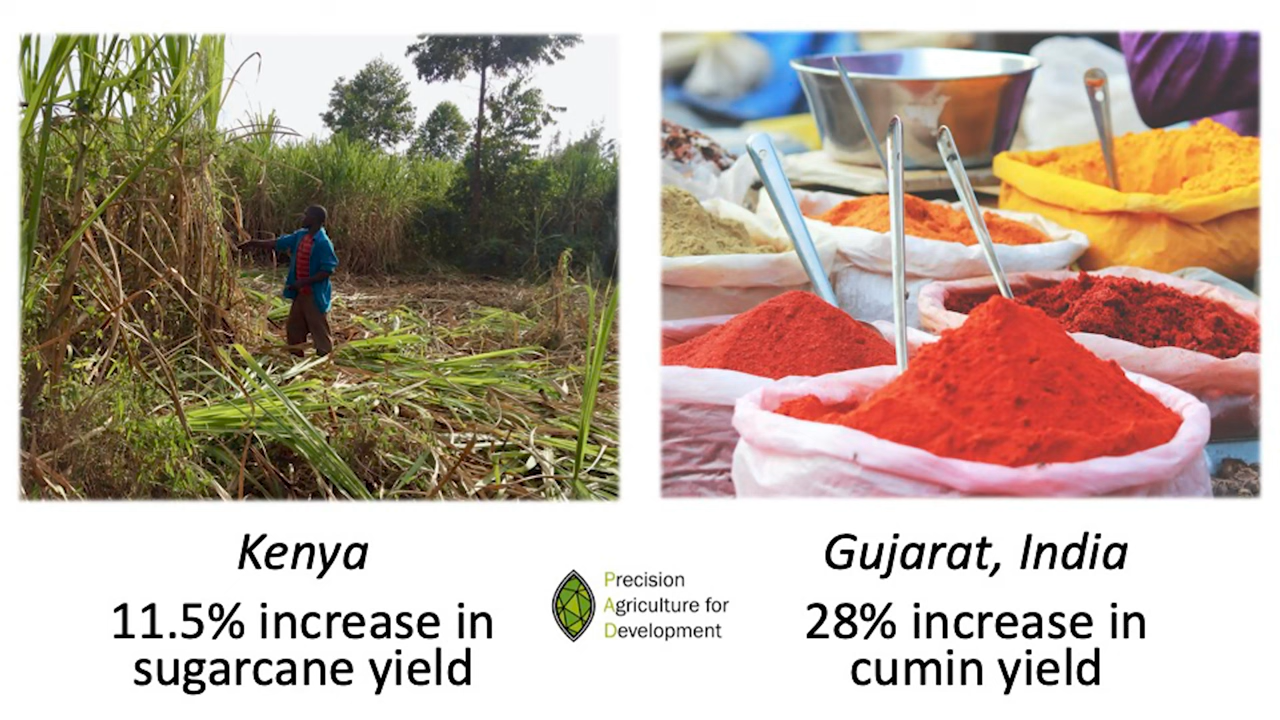 Kenya
11.5% increase in
sugarcane yield
Precision
Agriculture for
Development
Gujarat, India
28% increase in
cumin yield